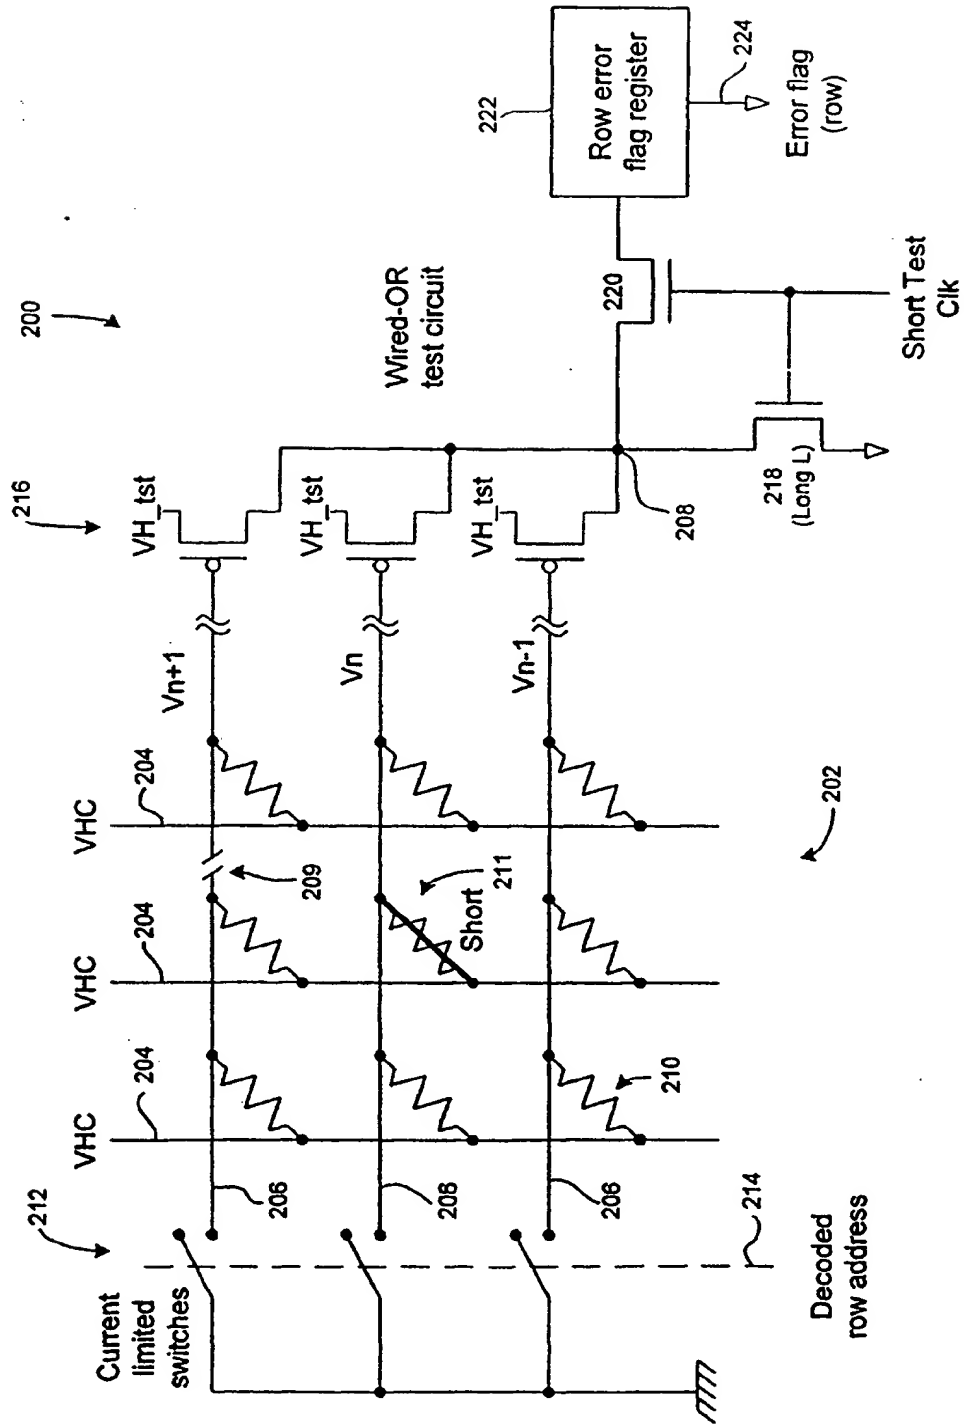 200
216
212
Current
limited
switches
VHC
VHC
VHC
204
204
204
VH_tst
Vn+1
206
209
VH_tst
Vn
Wired-OR
test circuit
206
Short
211
VH_tst
Vn-1
222
Row error
flag register
220
206
210
208
218
(Long L)
224
Error flag
(row)
Short Test
Clk
202
214
Decoded
row address